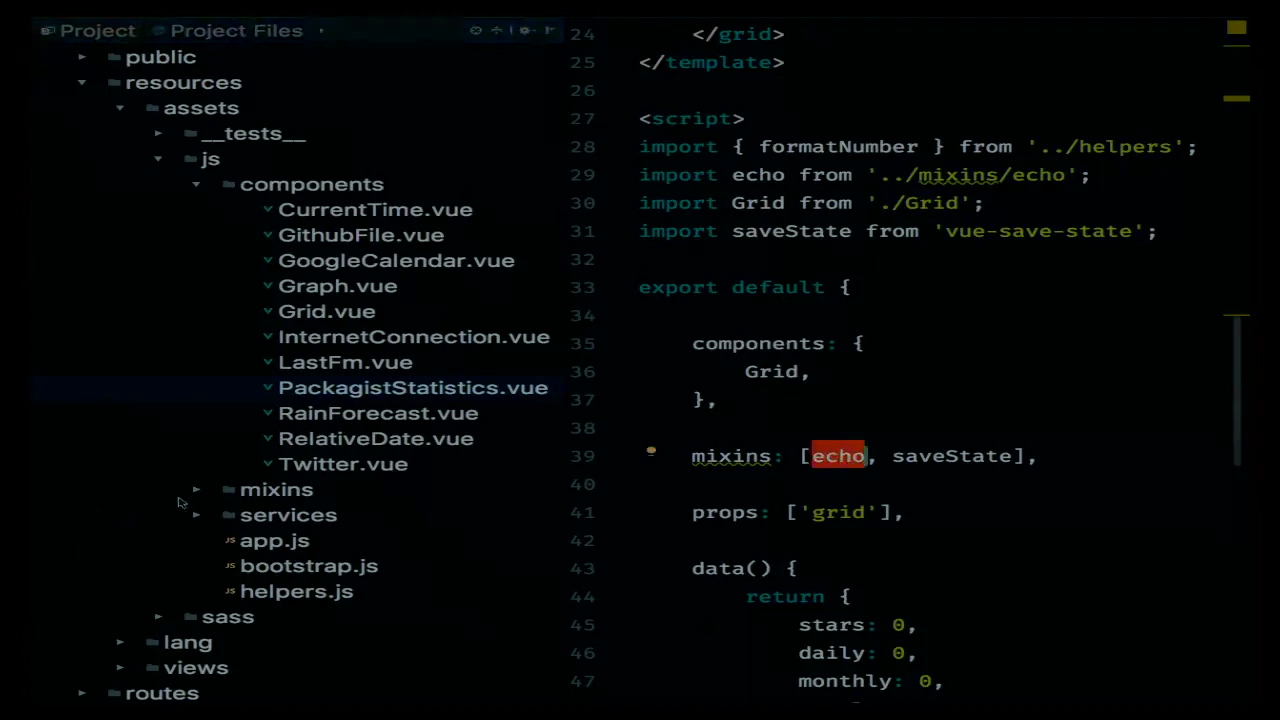 Project Project Files
public
resources
assets
__tests__
js
components
CurrentTime.vue
GithubFile.vue
GoogleCalendar.vue
Graph.vue
Grid.vue
InternetConnection.vue
LastFm.vue
PackagistStatistics.vue
RainForecast.vue
RelativeDate.vue
Twitter.vue
mixins
services
JS app.js
JS bootstrap.js
JS helpers.js
sass
lang
views
routes
24 </grid>
25 </template>
26
27 <script>
28 import { formatNumber } from '../helpers';
29 import echo from '../mixins/echo';
30 import Grid from './Grid';
31 import saveState from 'vue-save-state';
32
33 export default {
34
35 components: {
36 Grid,
37 },
38
39 mixins: [echo, saveState],
40
41 props: ['grid'],
42
43 data() {
44 return {
45 stars: 0,
46 daily: 0,
47 monthly: 0,